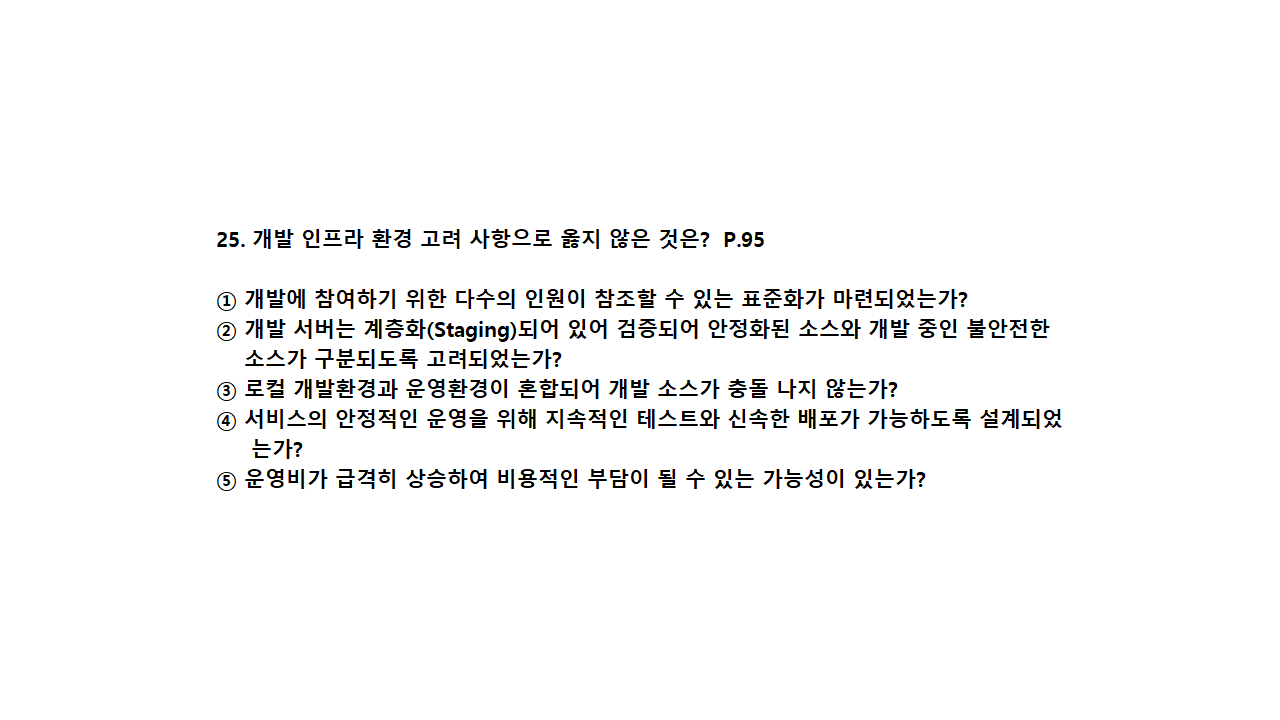 25. 개발 인프라 환경 고려 사항으로 옳지 않은 것은? P.95
① 개발에 참여하기 위한 다수의 인원이 참조할 수 있는 표준화가 마련되었는가?
② 개발 서버는 계층화(Staging)되어 있어 검증되어 안정화된 소스와 개발 중인 불안전한
소스가 구분되도록 고려되었는가?
③ 로컬 개발환경과 운영환경이 혼합되어 개발 소스가 충돌 나지 않는가?
④ 서비스의 안정적인 운영을 위해 지속적인 테스트와 신속한 배포가 가능하도록 설계되었
는가?
⑤ 운영비가 급격히 상승하여 비용적인 부담이 될 수 있는 가능성이 있는가?